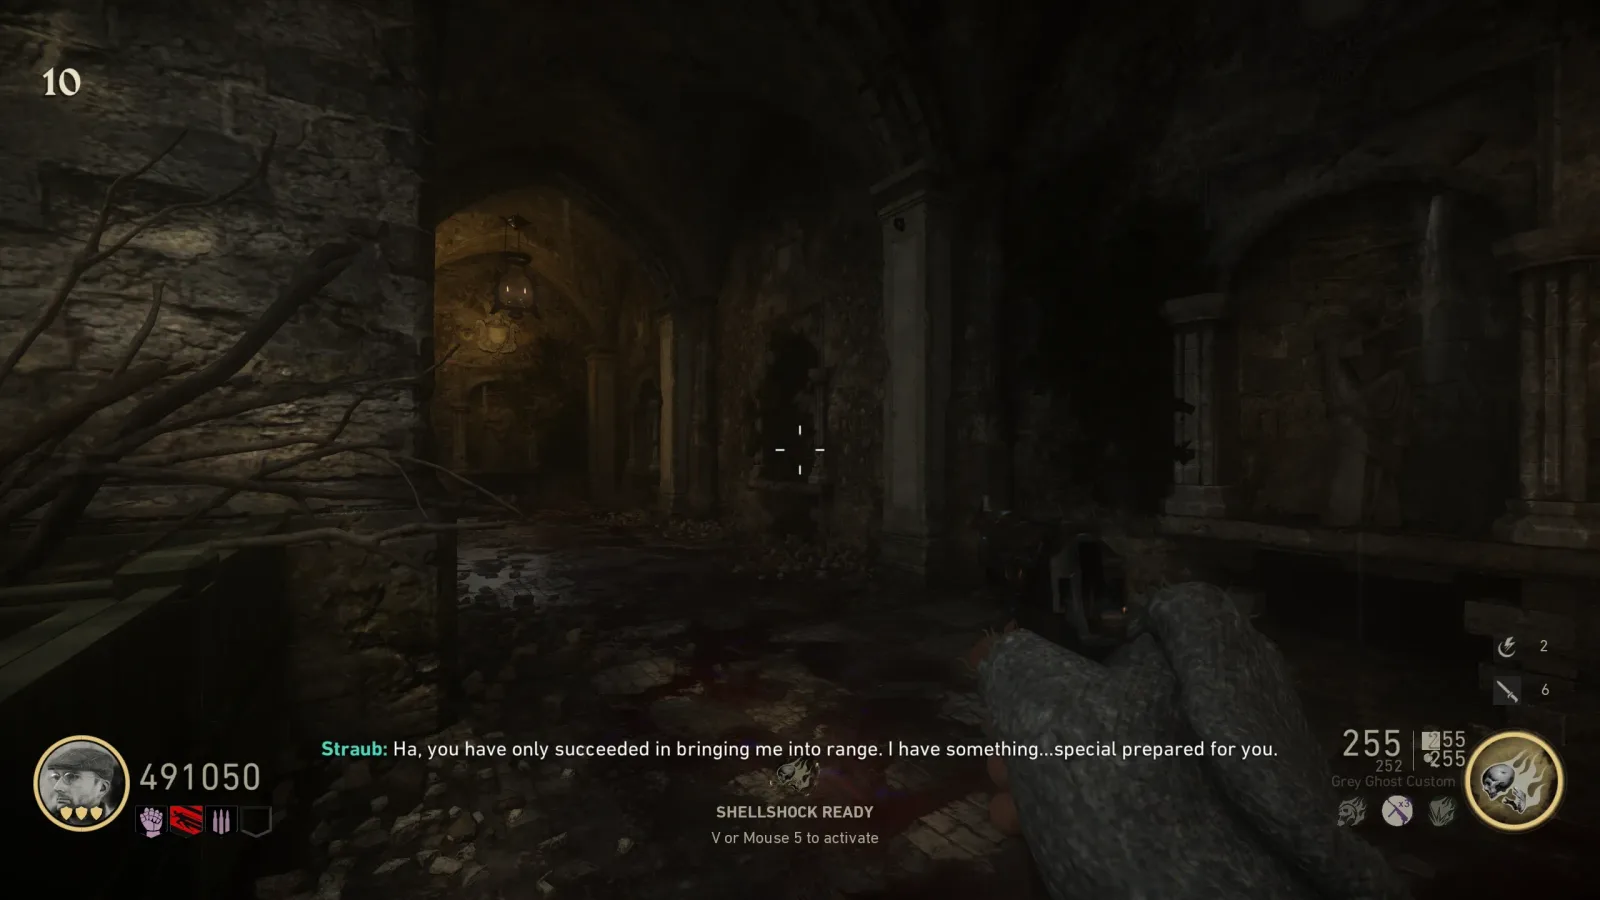 10
2
6
Straub: Ha, you have only succeeded in bringing me into range. I have something...special prepared for you.
491050
255
252
255
255
Grey Ghost Custom
x3
SHELLSHOCK READY
V or Mouse 5 to activate